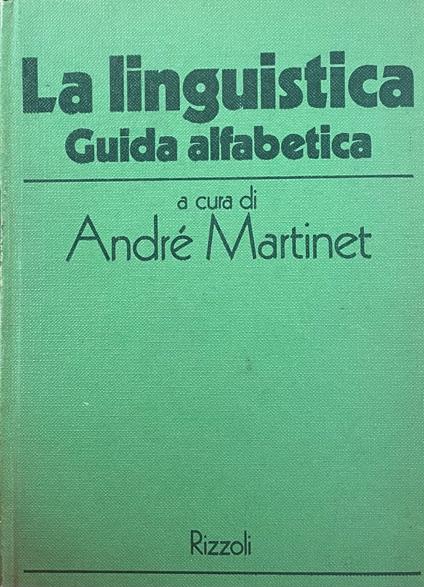 La linguistica
Guida alfabetica
a cura di
André Martinet
Rizzoli